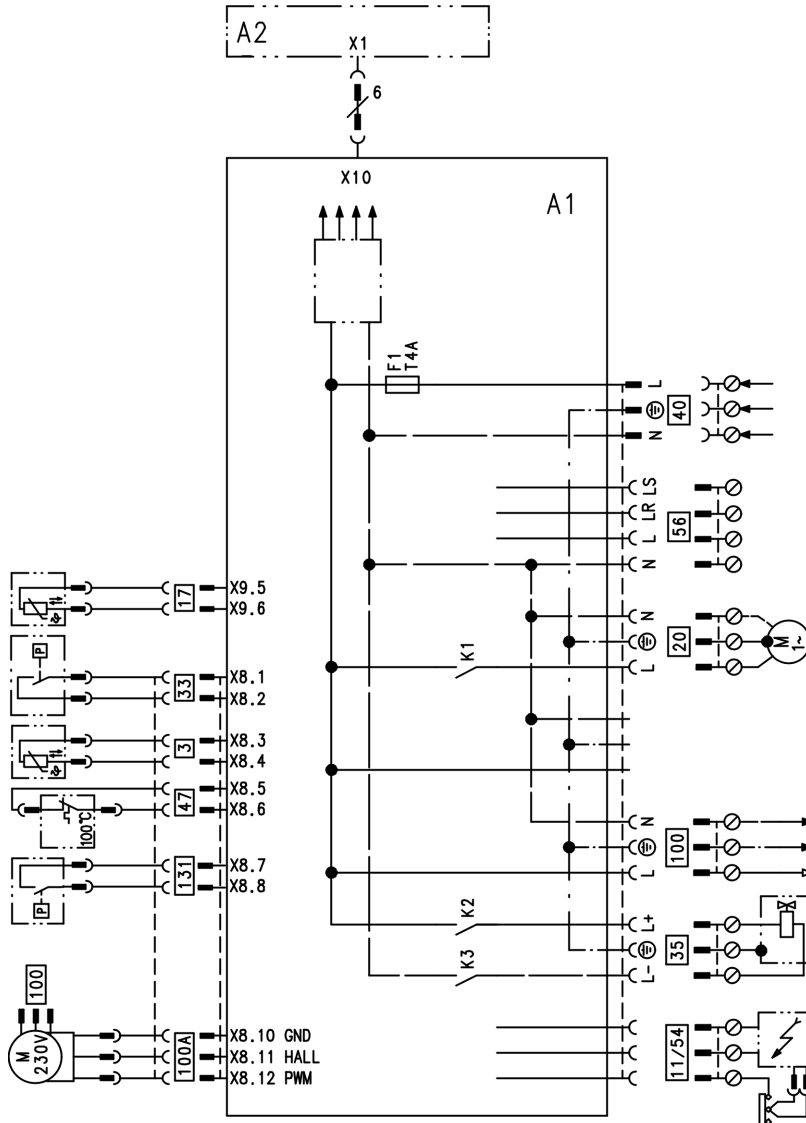 A2
X1
6
X10
A1
F1
T4A
L
40
N
LS
LR
L
56
N
N
20
L
M
1~
K1
N
100
L
K2
L+
35
K3
L-
11/54
17
X9.5
X9.6
P
33
X8.1
X8.2
3
X8.3
X8.4
47
X8.5
X8.6
100°C
131
X8.7
X8.8
P
100
M
230V
100A
X8.10 GND
X8.11 HALL
X8.12 PWM